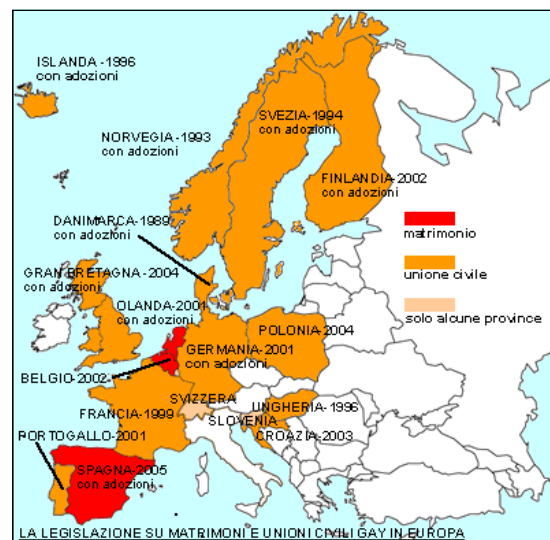 ISLANDA-1996
con adozioni
SVEZIA-1994
con adozioni
NORVEGIA-1993
con adozioni
FINLANDIA-2002
con adozioni
DANIMARCA-1989
con adozioni
matrimonio
GRAN BRETAGNA-2004
con adozioni
unione civile
OLANDA-2001
con adozioni
solo alcune province
POLONIA-2004
GERMANIA-2001
con adozioni
BELGIO-2002
SVIZZERA
UNGHERIA-1996
FRANCIA-1999
SLOVENIA
CROAZIA-2003
PORTOGALLO-2001
SPAGNA-2005
con adozioni
LA LEGISLAZIONE SU MATRIMONI E UNIONI CIVILI GAY IN EUROPA